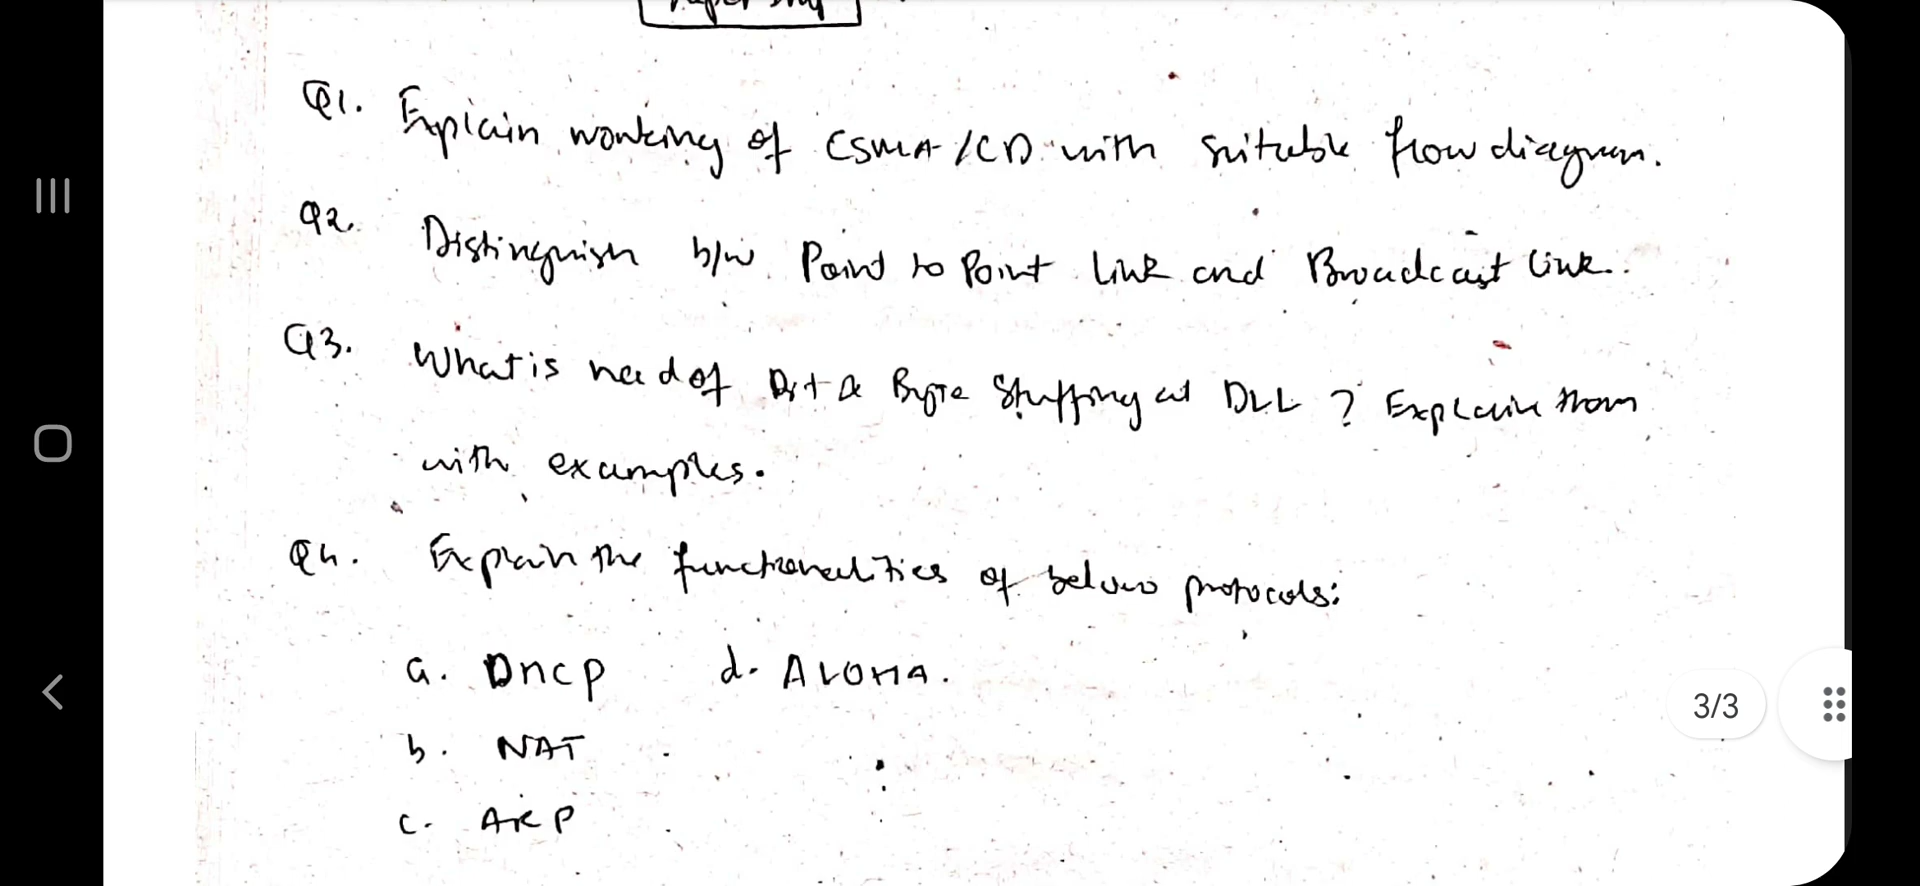 Q1. Explain working of CSMA/CD with suitable flow diagram.
Q2. Distinguish b/w Point to Point link and Broadcast link.
Q3. What is need of Bit & Byte Stuffing at DLL ? Explain them
with examples.
Q4. Explain the functionalities of below protocols:
a. DHCP d. ALOHA.
b. NAT
3/3
c. ARP